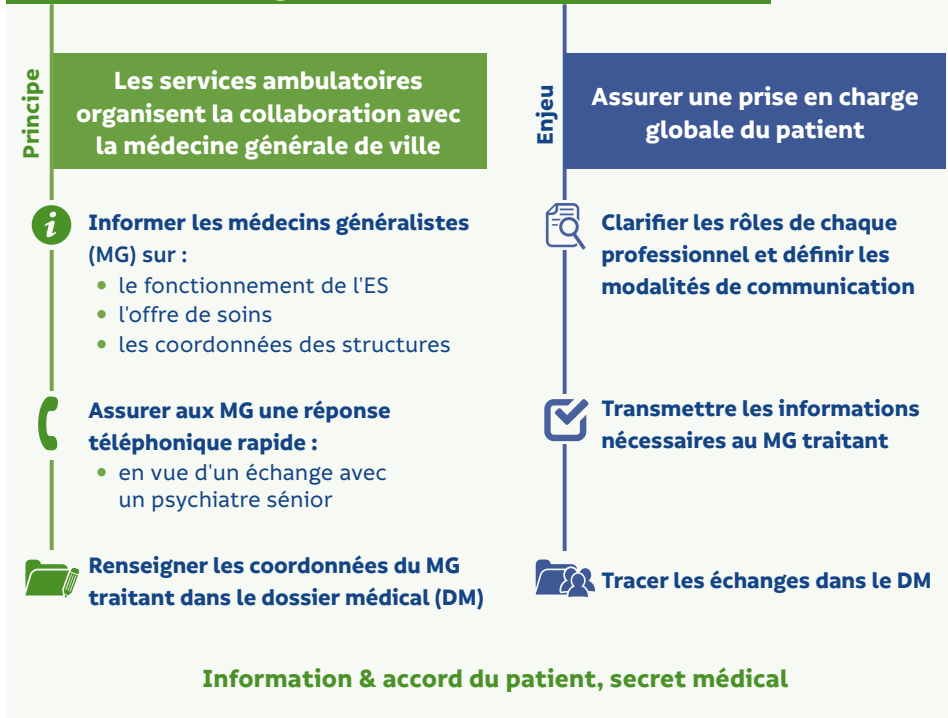 Principe
Les services ambulatoires
organisent la collaboration avec
la médecine générale de ville
Informer les médecins généralistes
(MG) sur :
• le fonctionnement de l'ES
• l'offre de soins
• les coordonnées des structures
Assurer aux MG une réponse
téléphonique rapide :
• en vue d'un échange avec
un psychiatre sénior
Renseigner les coordonnées du MG
traitant dans le dossier médical (DM)
Enjeu
Assurer une prise en charge
globale du patient
Clarifier les rôles de chaque
professionnel et définir les
modalités de communication
Transmettre les informations
nécessaires au MG traitant
Tracer les échanges dans le DM
Information & accord du patient, secret médical